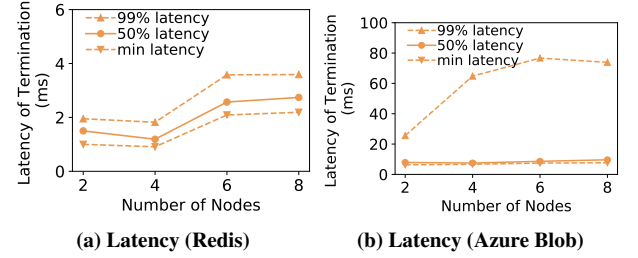 Latency of Termination
(ms)
6
4
2
0
99% latency
50% latency
min latency
2 4 6 8
Number of Nodes
(a) Latency (Redis)
Latency of Termination
(ms)
100
80
60
40
20
0
99% latency
50% latency
min latency
2 4 6 8
Number of Nodes
(b) Latency (Azure Blob)